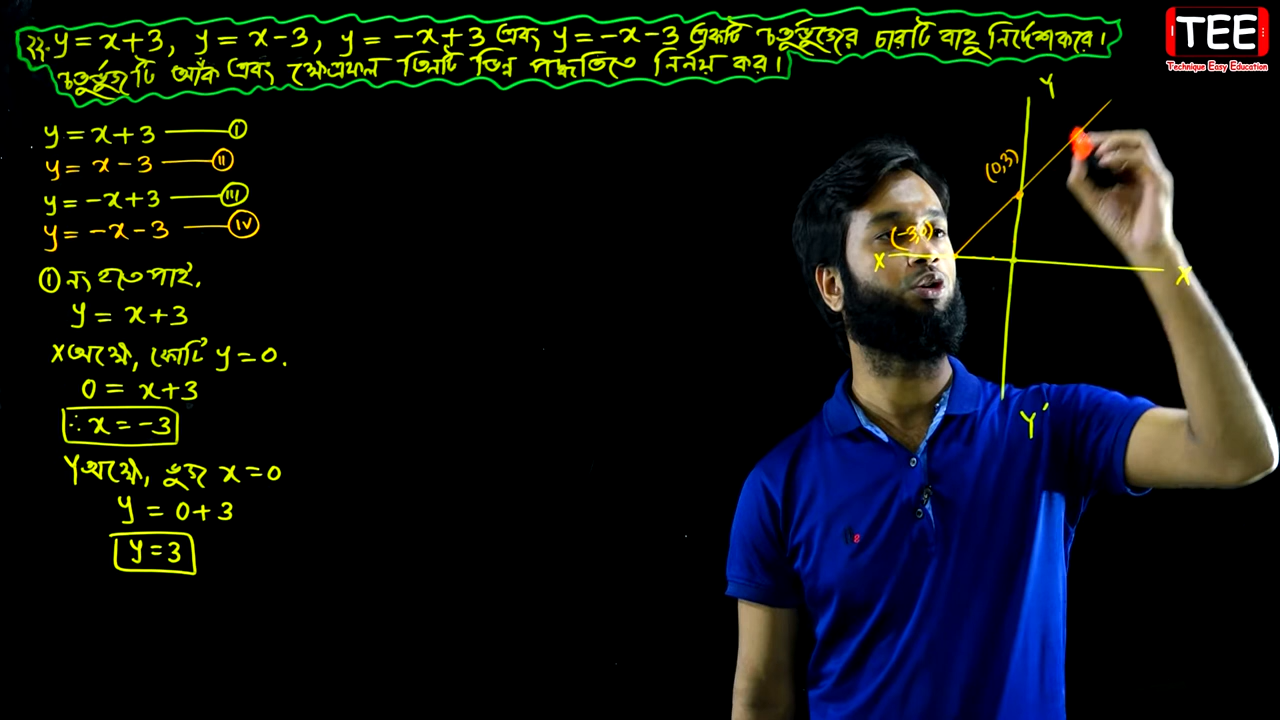 ২২. y = x+3, y = x-3, y = -x+3 এবং y = -x-3 একটি চতুর্ভুজের চারটি বাহু নির্দেশ করে।
চতুর্ভুজটি আঁক এবং ক্ষেত্রফল তিনটি ভিন্ন পদ্ধতিতে নির্নয় কর।
TEE
Technique Easy Education
y = x+3 —— ⅰ
y = x-3 —— ⅱ
y = -x+3 —— ⅲ
y = -x-3 —— ⅳ
ⅰ নং হতে পাই,
y = x+3
X অক্ষে, কোটি y=0.
0 = x+3
∴ x = -3
Y অক্ষে, ভুজ x=0
y = 0+3
y=3
Y
(0,3)
(-3,0)
X
X
Y′